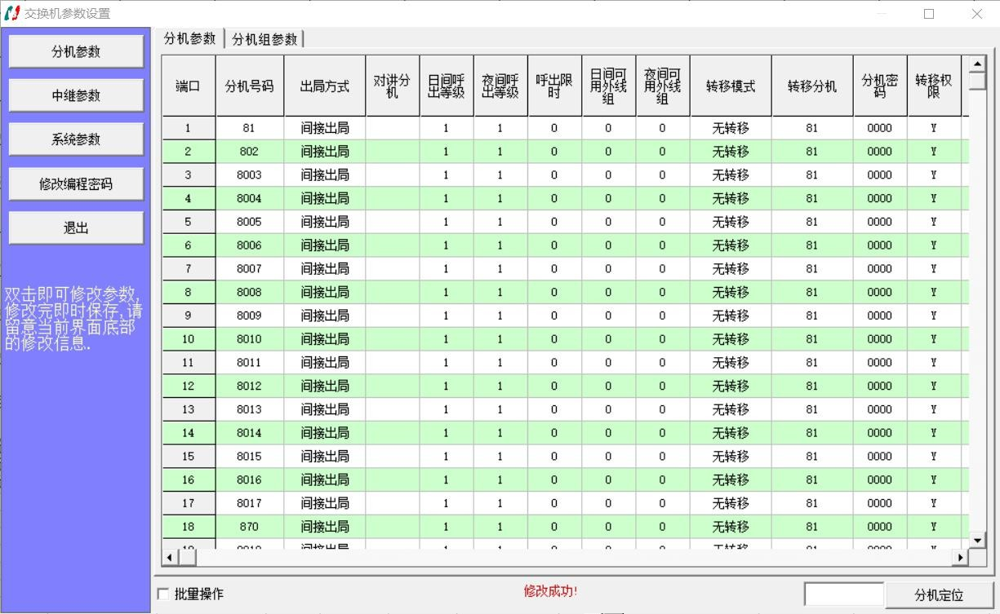 交换机参数设置
分机参数
中继参数
系统参数
修改编程密码
退出
双击即可修改参数,
修改完即时保存,请
留意当前界面底部
的修改信息.
分机参数 分机组参数
端口 分机号码 出局方式 对讲分机 日间呼出等级 夜间呼出等级 呼出限时 日间可用外线组 夜间可用外线组 转移模式 转移分机 分机密码 转移权限
1 81 间接出局 1 1 0 0 0 无转移 81 0000 Y
2 802 间接出局 1 1 0 0 0 无转移 81 0000 Y
3 8003 间接出局 1 1 0 0 0 无转移 81 0000 Y
4 8004 间接出局 1 1 0 0 0 无转移 81 0000 Y
5 8005 间接出局 1 1 0 0 0 无转移 81 0000 Y
6 8006 间接出局 1 1 0 0 0 无转移 81 0000 Y
7 8007 间接出局 1 1 0 0 0 无转移 81 0000 Y
8 8008 间接出局 1 1 0 0 0 无转移 81 0000 Y
9 8009 间接出局 1 1 0 0 0 无转移 81 0000 Y
10 8010 间接出局 1 1 0 0 0 无转移 81 0000 Y
11 8011 间接出局 1 1 0 0 0 无转移 81 0000 Y
12 8012 间接出局 1 1 0 0 0 无转移 81 0000 Y
13 8013 间接出局 1 1 0 0 0 无转移 81 0000 Y
14 8014 间接出局 1 1 0 0 0 无转移 81 0000 Y
15 8015 间接出局 1 1 0 0 0 无转移 81 0000 Y
16 8016 间接出局 1 1 0 0 0 无转移 81 0000 Y
17 8017 间接出局 1 1 0 0 0 无转移 81 0000 Y
18 870 间接出局 1 1 0 0 0 无转移 81 0000 Y
批量操作 修改成功! 分机定位